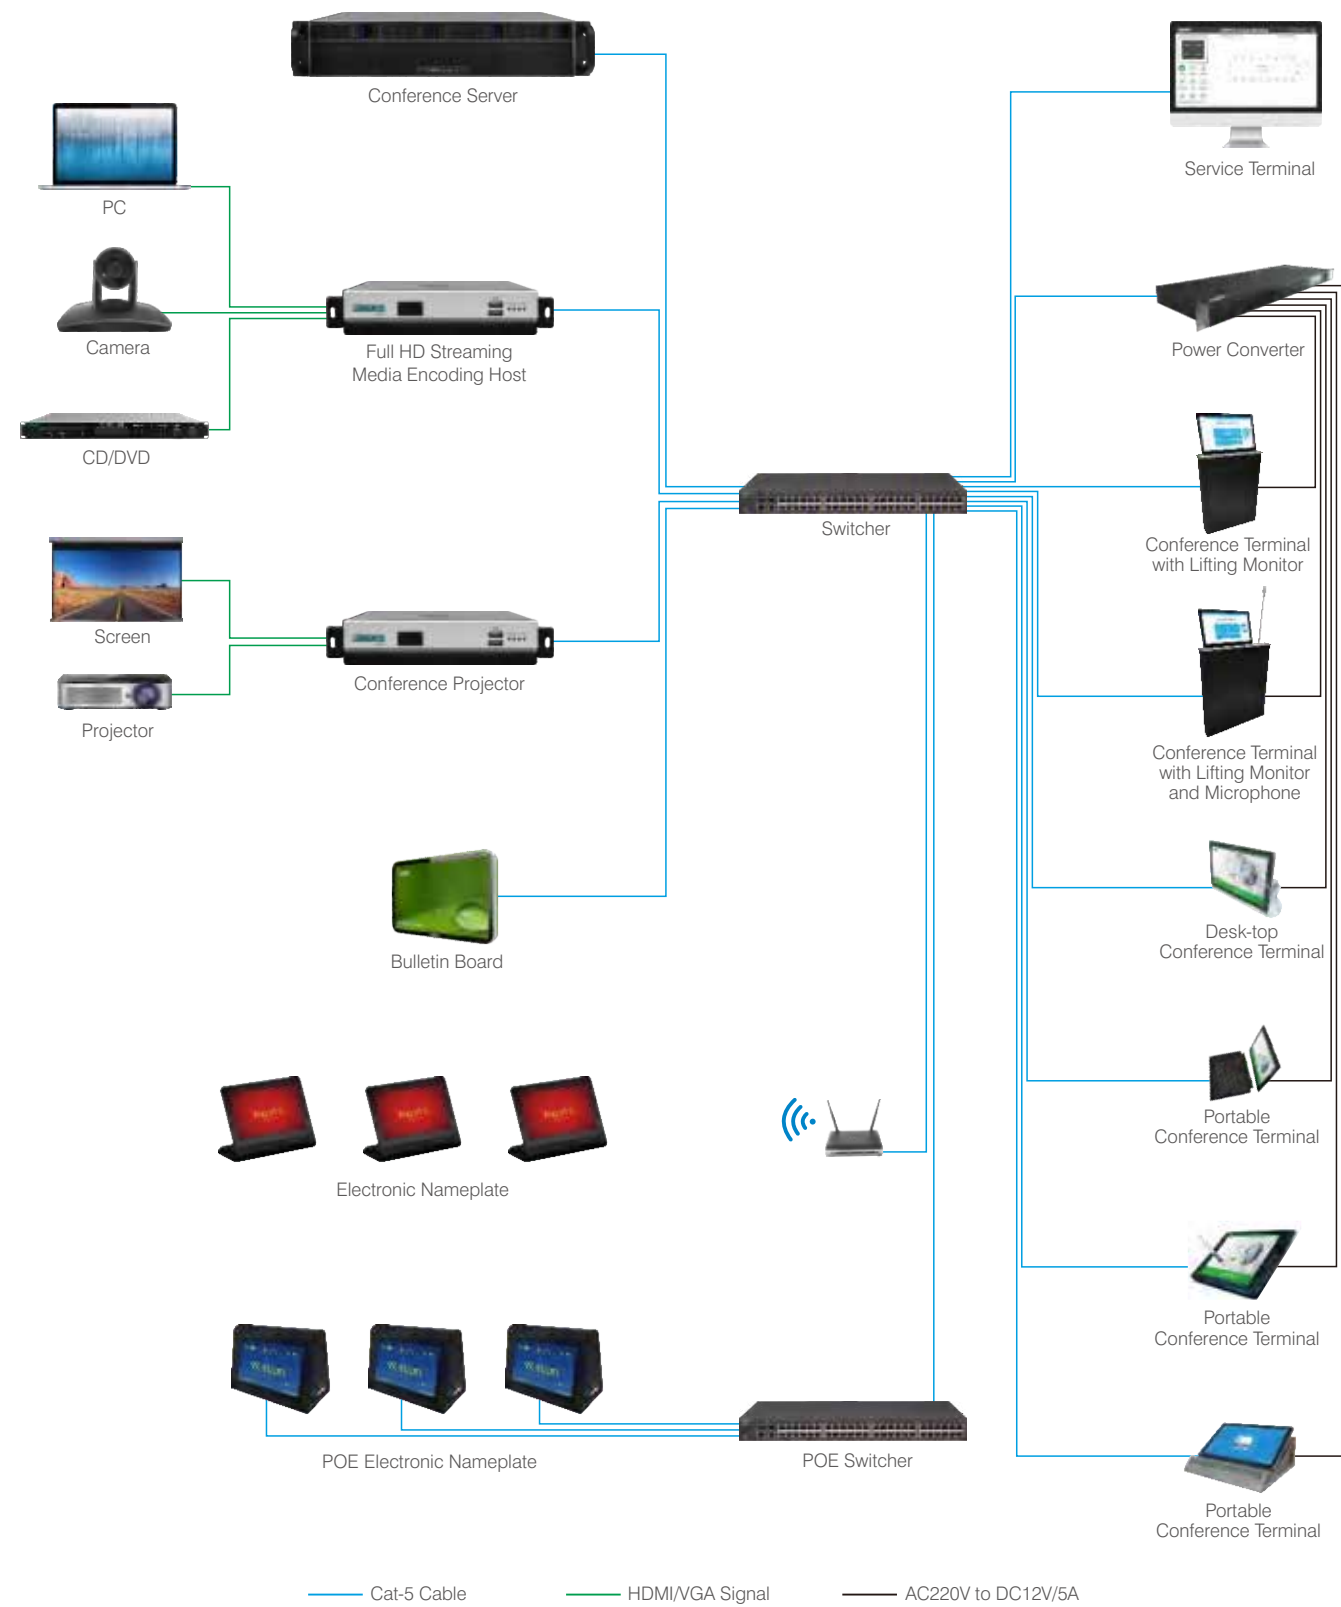 Conference Server
Service Terminal
PC
Camera
Full HD Streaming
Media Encoding Host
Power Converter
CD/DVD
Switcher
Conference Terminal
with Lifting Monitor
Screen
Conference Projector
Projector
Conference Terminal
with Lifting Monitor
and Microphone
Desk-top
Conference Terminal
Bulletin Board
Portable
Conference Terminal
Electronic Nameplate
Portable
Conference Terminal
POE Electronic Nameplate
POE Switcher
Portable
Conference Terminal
Cat-5 Cable
HDMI/VGA Signal
AC220V to DC12V/5A